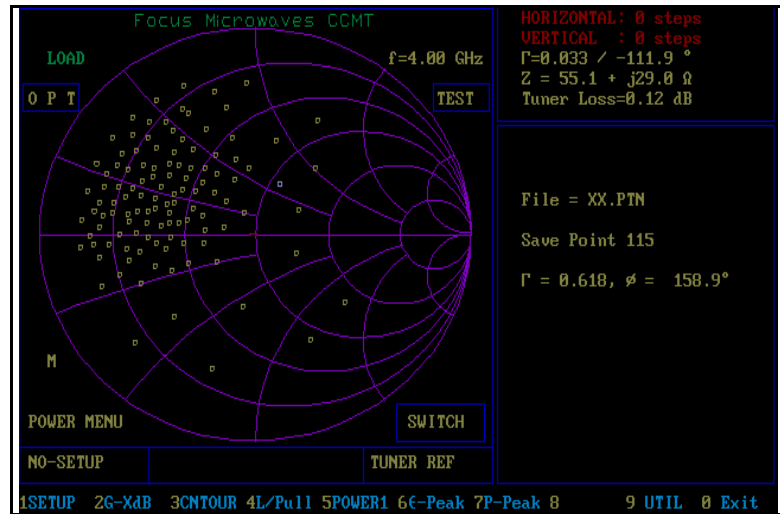 Focus Microwaves CCMT
LOAD
f=4.00 GHz
O P T
TEST
M
POWER MENU
SWITCH
NO-SETUP
TUNER REF
HORIZONTAL: 0 steps
VERTICAL : 0 steps
Γ=0.033 / -111.9 °
Z = 55.1 + j29.0 Ω
Tuner Loss=0.12 dB
File = XX.PTN
Save Point 115
Γ = 0.618, ø = 158.9°
1SETUP 2G-XdB 3CNTOUR 4L/Pull 5POWER1 6G-Peak 7P-Peak 8 9 UTIL 0 Exit